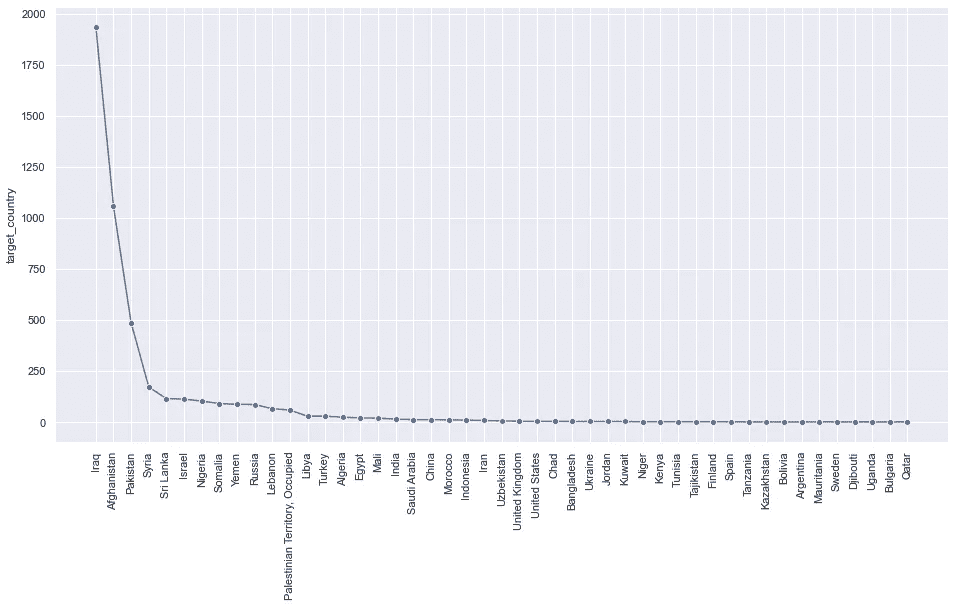 2000
1750
1500
1250
1000
750
500
250
0
target_country
Iraq
Afghanistan
Pakistan
Syria
Sri Lanka
Israel
Nigeria
Somalia
Yemen
Russia
Lebanon
Palestinian Territory, Occupied
Libya
Turkey
Algeria
Egypt
Mali
India
Saudi Arabia
China
Morocco
Indonesia
Iran
Uzbekistan
United Kingdom
United States
Chad
Bangladesh
Ukraine
Jordan
Kuwait
Niger
Kenya
Tunisia
Tajikistan
Finland
Spain
Tanzania
Kazakhstan
Bolivia
Argentina
Mauritania
Sweden
Djibouti
Uganda
Bulgaria
Qatar